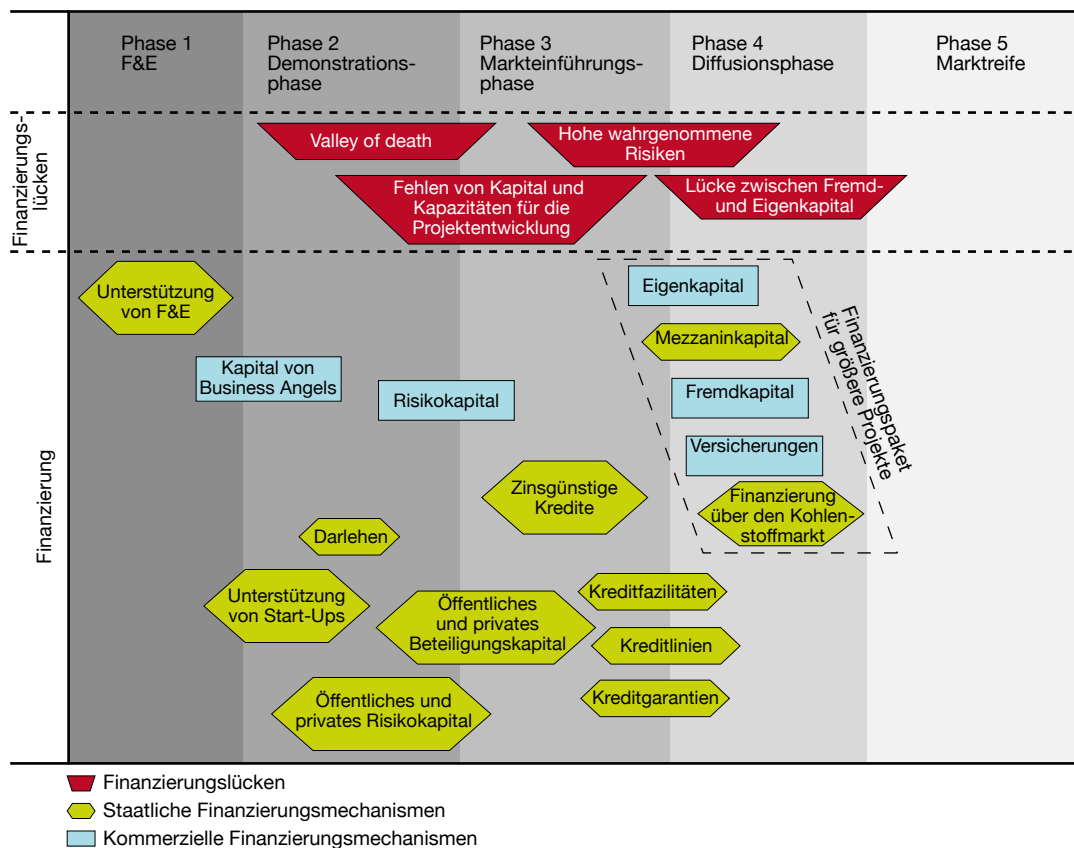 Phase 1
F&E
Phase 2
Demonstrations-
phase
Phase 3
Markteinführungs-
phase
Phase 4
Diffusionsphase
Phase 5
Marktreife
Finanzierungs-
lücken
Valley of death
Hohe wahrgenommene
Risiken
Fehlen von Kapital und
Kapazitäten für die
Projektentwicklung
Lücke zwischen Fremd-
und Eigenkapital
Finanzierung
Unterstützung
von F&E
Eigenkapital
Mezzaninkapital
Finanzierungspaket
für größere Projekte
Kapital von
Business Angels
Risikokapital
Fremdkapital
Versicherungen
Zinsgünstige
Kredite
Finanzierung
über den Kohlen-
stoffmarkt
Darlehen
Unterstützung
von Start-Ups
Öffentliches
und privates
Beteiligungskapital
Kreditfazilitäten
Kreditlinien
Kreditgarantien
Öffentliches und
privates Risikokapital
Finanzierungslücken
Staatliche Finanzierungsmechanismen
Kommerzielle Finanzierungsmechanismen